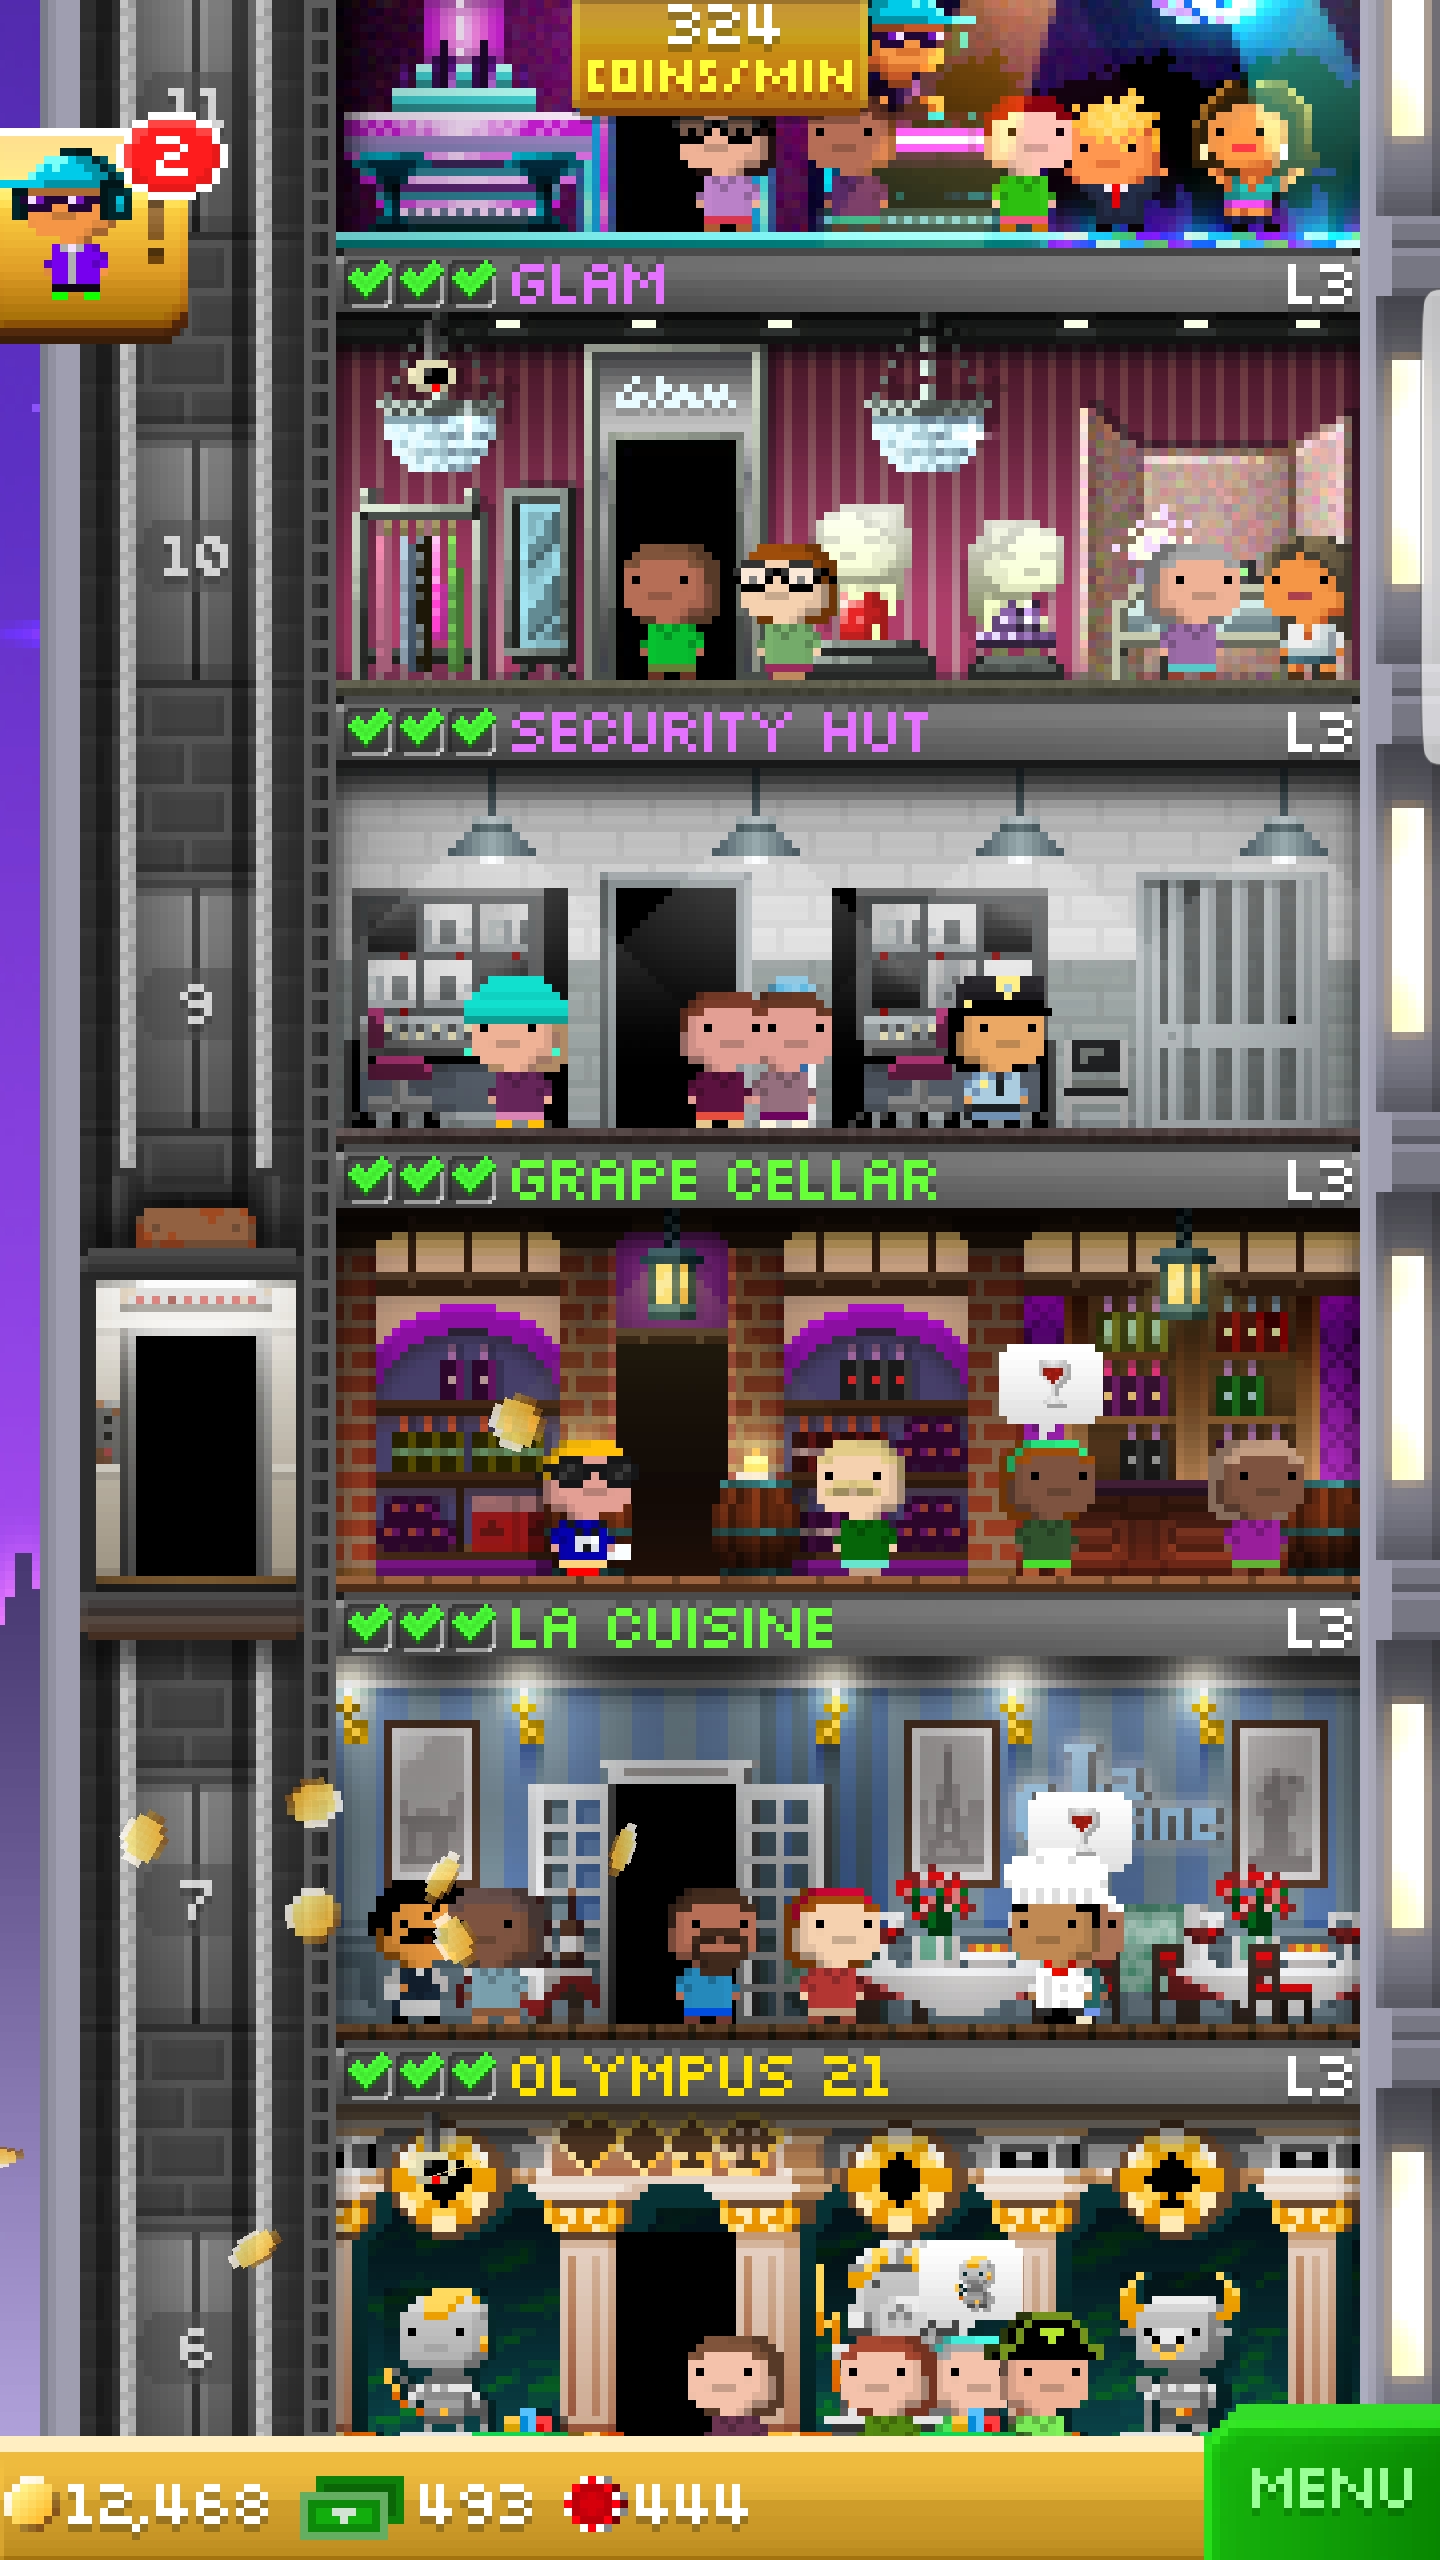 324
COINS/MIN
11
2
!
GLAM L3
Glam
10
SECURITY HUT L3
9
GRAPE CELLAR L3
LA CUISINE L3
La
7
OLYMPUS 21 L3
6
12,468 493 444
MENU